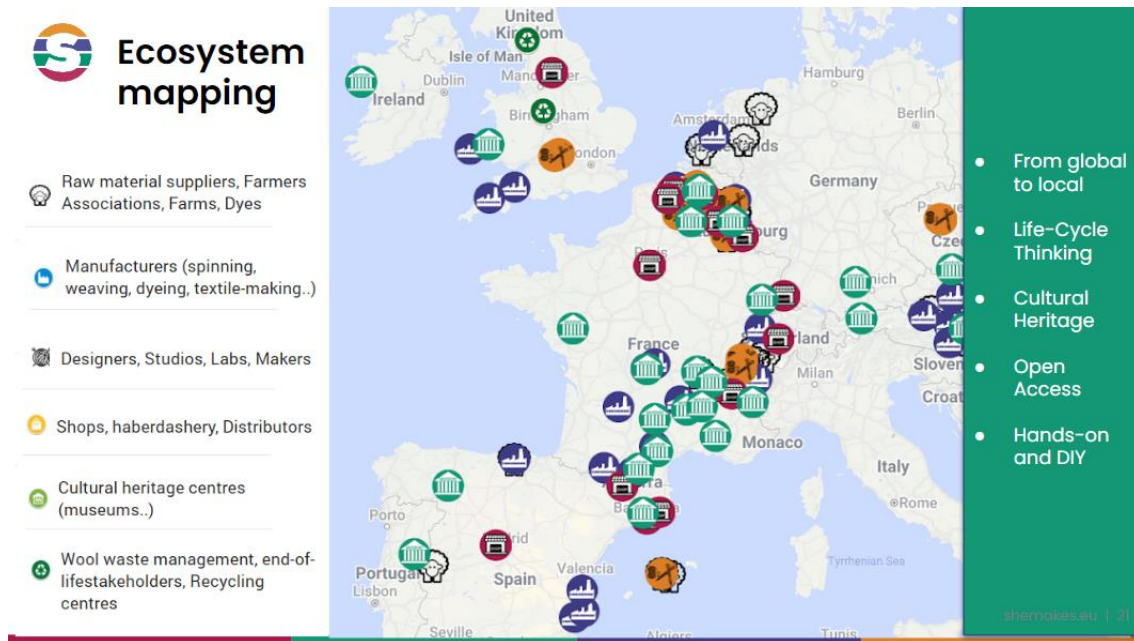 Ecosystem
mapping
Raw material suppliers, Farmers
Associations, Farms, Dyes
Manufacturers (spinning,
weaving, dyeing, textile-making..)
Designers, Studios, Labs, Makers
Shops, haberdashery, Distributors
Cultural heritage centres
(museums..)
Wool waste management, end-of-
lifestakeholders, Recycling
centres
United
Kingdom
Isle of Man
Dublin
Ireland
Hamburg
Berlin
Amsterdam
London
Germany
France
Milan
Monaco
Italy
Rome
Porto
Portugal
Lisbon
Spain
Valencia
Seville
Algiers
Tunis
Tyrrhenian Sea
Sloven
Croat
Czec
• From global
to local
• Life-Cycle
Thinking
• Cultural
Heritage
• Open
Access
• Hands-on
and DIY
shemakes.eu | 21